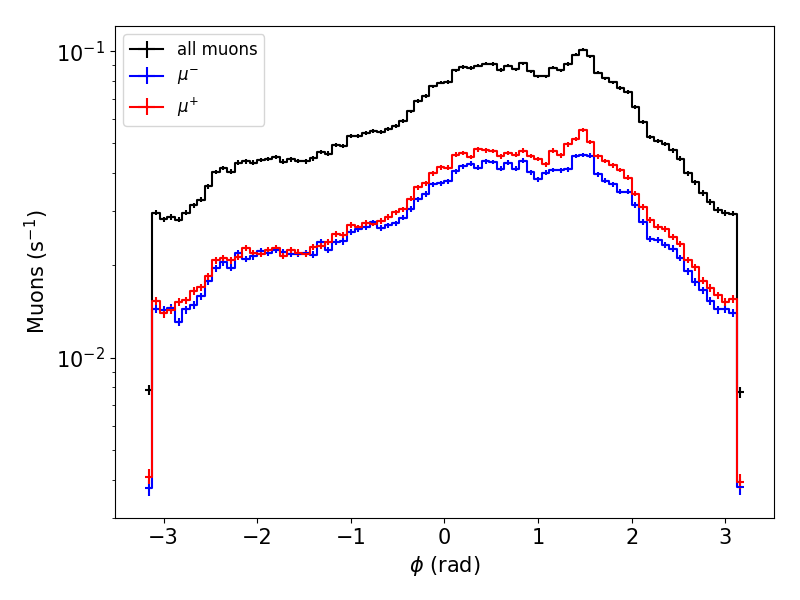 all muons
μ⁻
μ⁺
Muons (s⁻¹)
10⁻¹
10⁻²
−3 −2 −1 0 1 2 3
ϕ (rad)